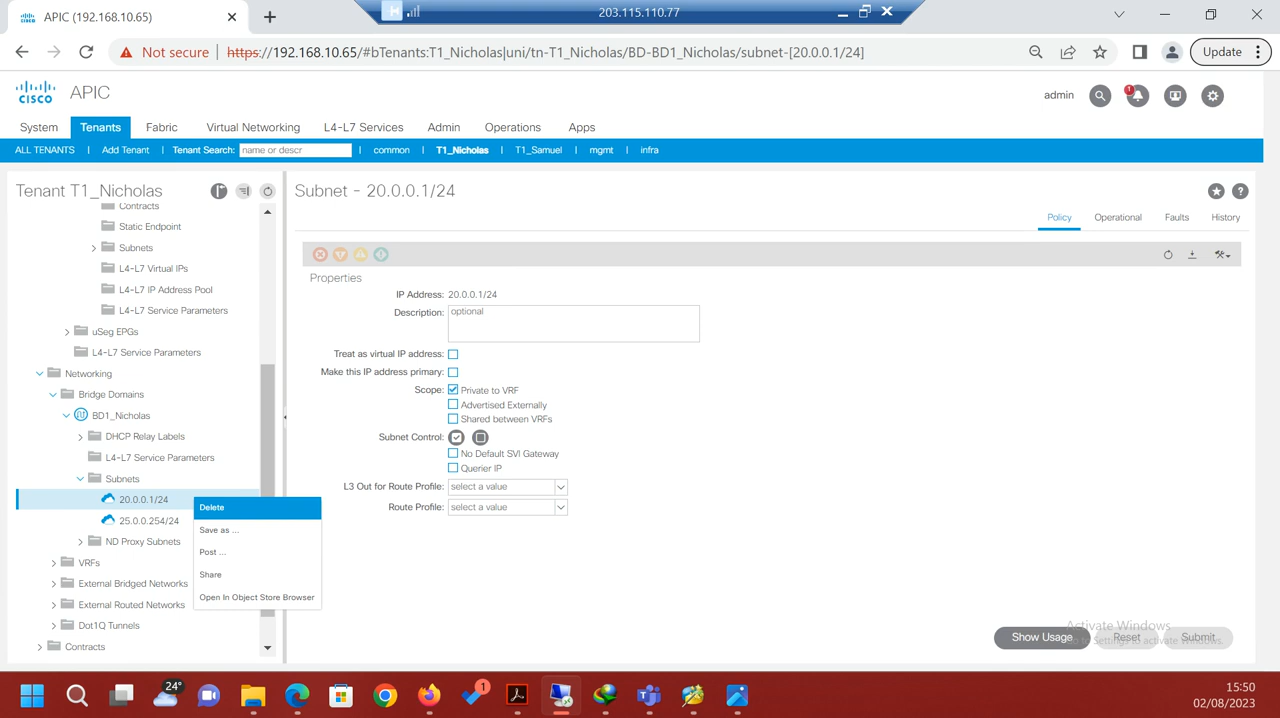 APIC (192.168.10.65)
203.115.110.77
Not secure
https://192.168.10.65/#bTenants:T1_Nicholas|uni/tn-T1_Nicholas/BD-BD1_Nicholas/subnet-[20.0.0.1/24]
Update
CISCO
APIC
admin
1
System Tenants Fabric Virtual Networking L4-L7 Services Admin Operations Apps
ALL TENANTS | Add Tenant | Tenant Search: name or descr | common | T1_Nicholas | T1_Samuel | mgmt | infra
Tenant T1_Nicholas
Contracts
Static Endpoint
Subnets
L4-L7 Virtual IPs
L4-L7 IP Address Pool
L4-L7 Service Parameters
uSeg EPGs
L4-L7 Service Parameters
Networking
Bridge Domains
BD1_Nicholas
DHCP Relay Labels
L4-L7 Service Parameters
Subnets
20.0.0.1/24
25.0.0.254/24
ND Proxy Subnets
VRFs
External Bridged Networks
External Routed Networks
Dot1Q Tunnels
Contracts
Delete
Save as ...
Post ...
Share
Open In Object Store Browser
Subnet - 20.0.0.1/24
Policy Operational Faults History
Properties
IP Address: 20.0.0.1/24
Description: optional
Treat as virtual IP address:
Make this IP address primary:
Scope: Private to VRF
Advertised Externally
Shared between VRFs
Subnet Control:
No Default SVI Gateway
Querier IP
L3 Out for Route Profile: select a value
Route Profile: select a value
Activate Windows
Go to Settings to activate Windows.
Show Usage Reset Submit
24°
1
15:50
02/08/2023